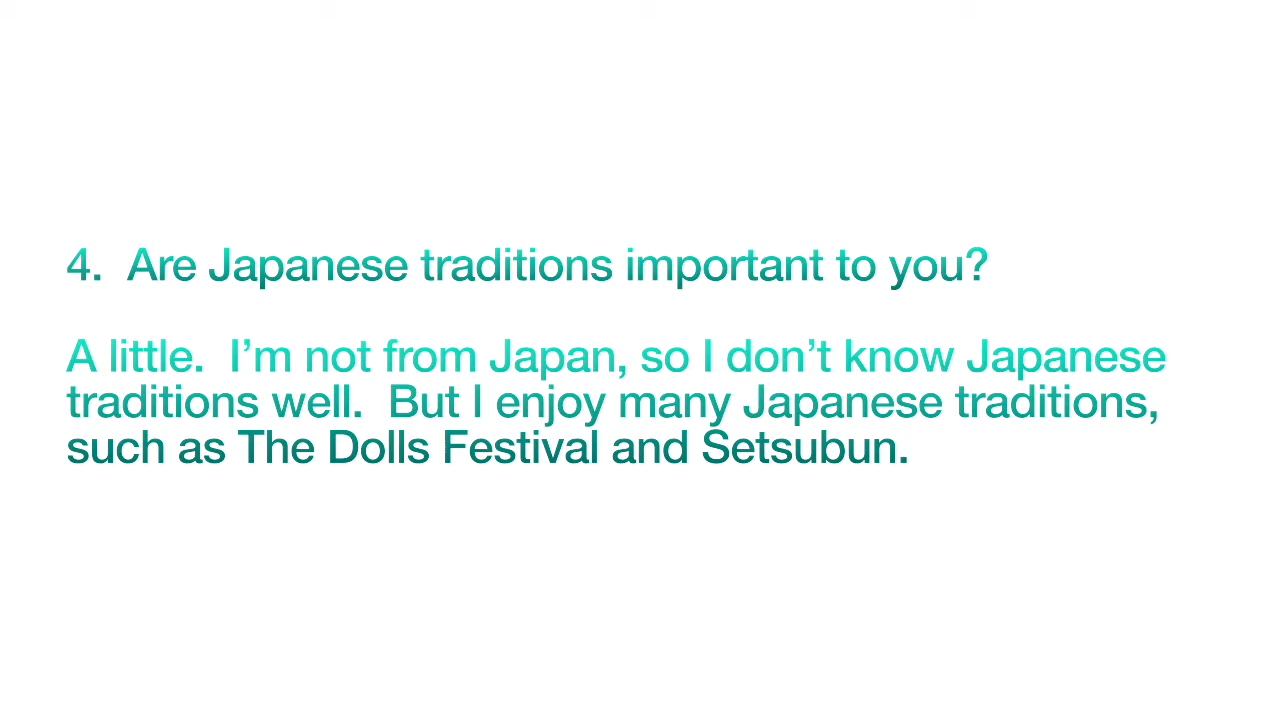 4.  Are Japanese traditions important to you?
A little.  I’m not from Japan, so I don’t know Japanese
traditions well.  But I enjoy many Japanese traditions,
such as The Dolls Festival and Setsubun.